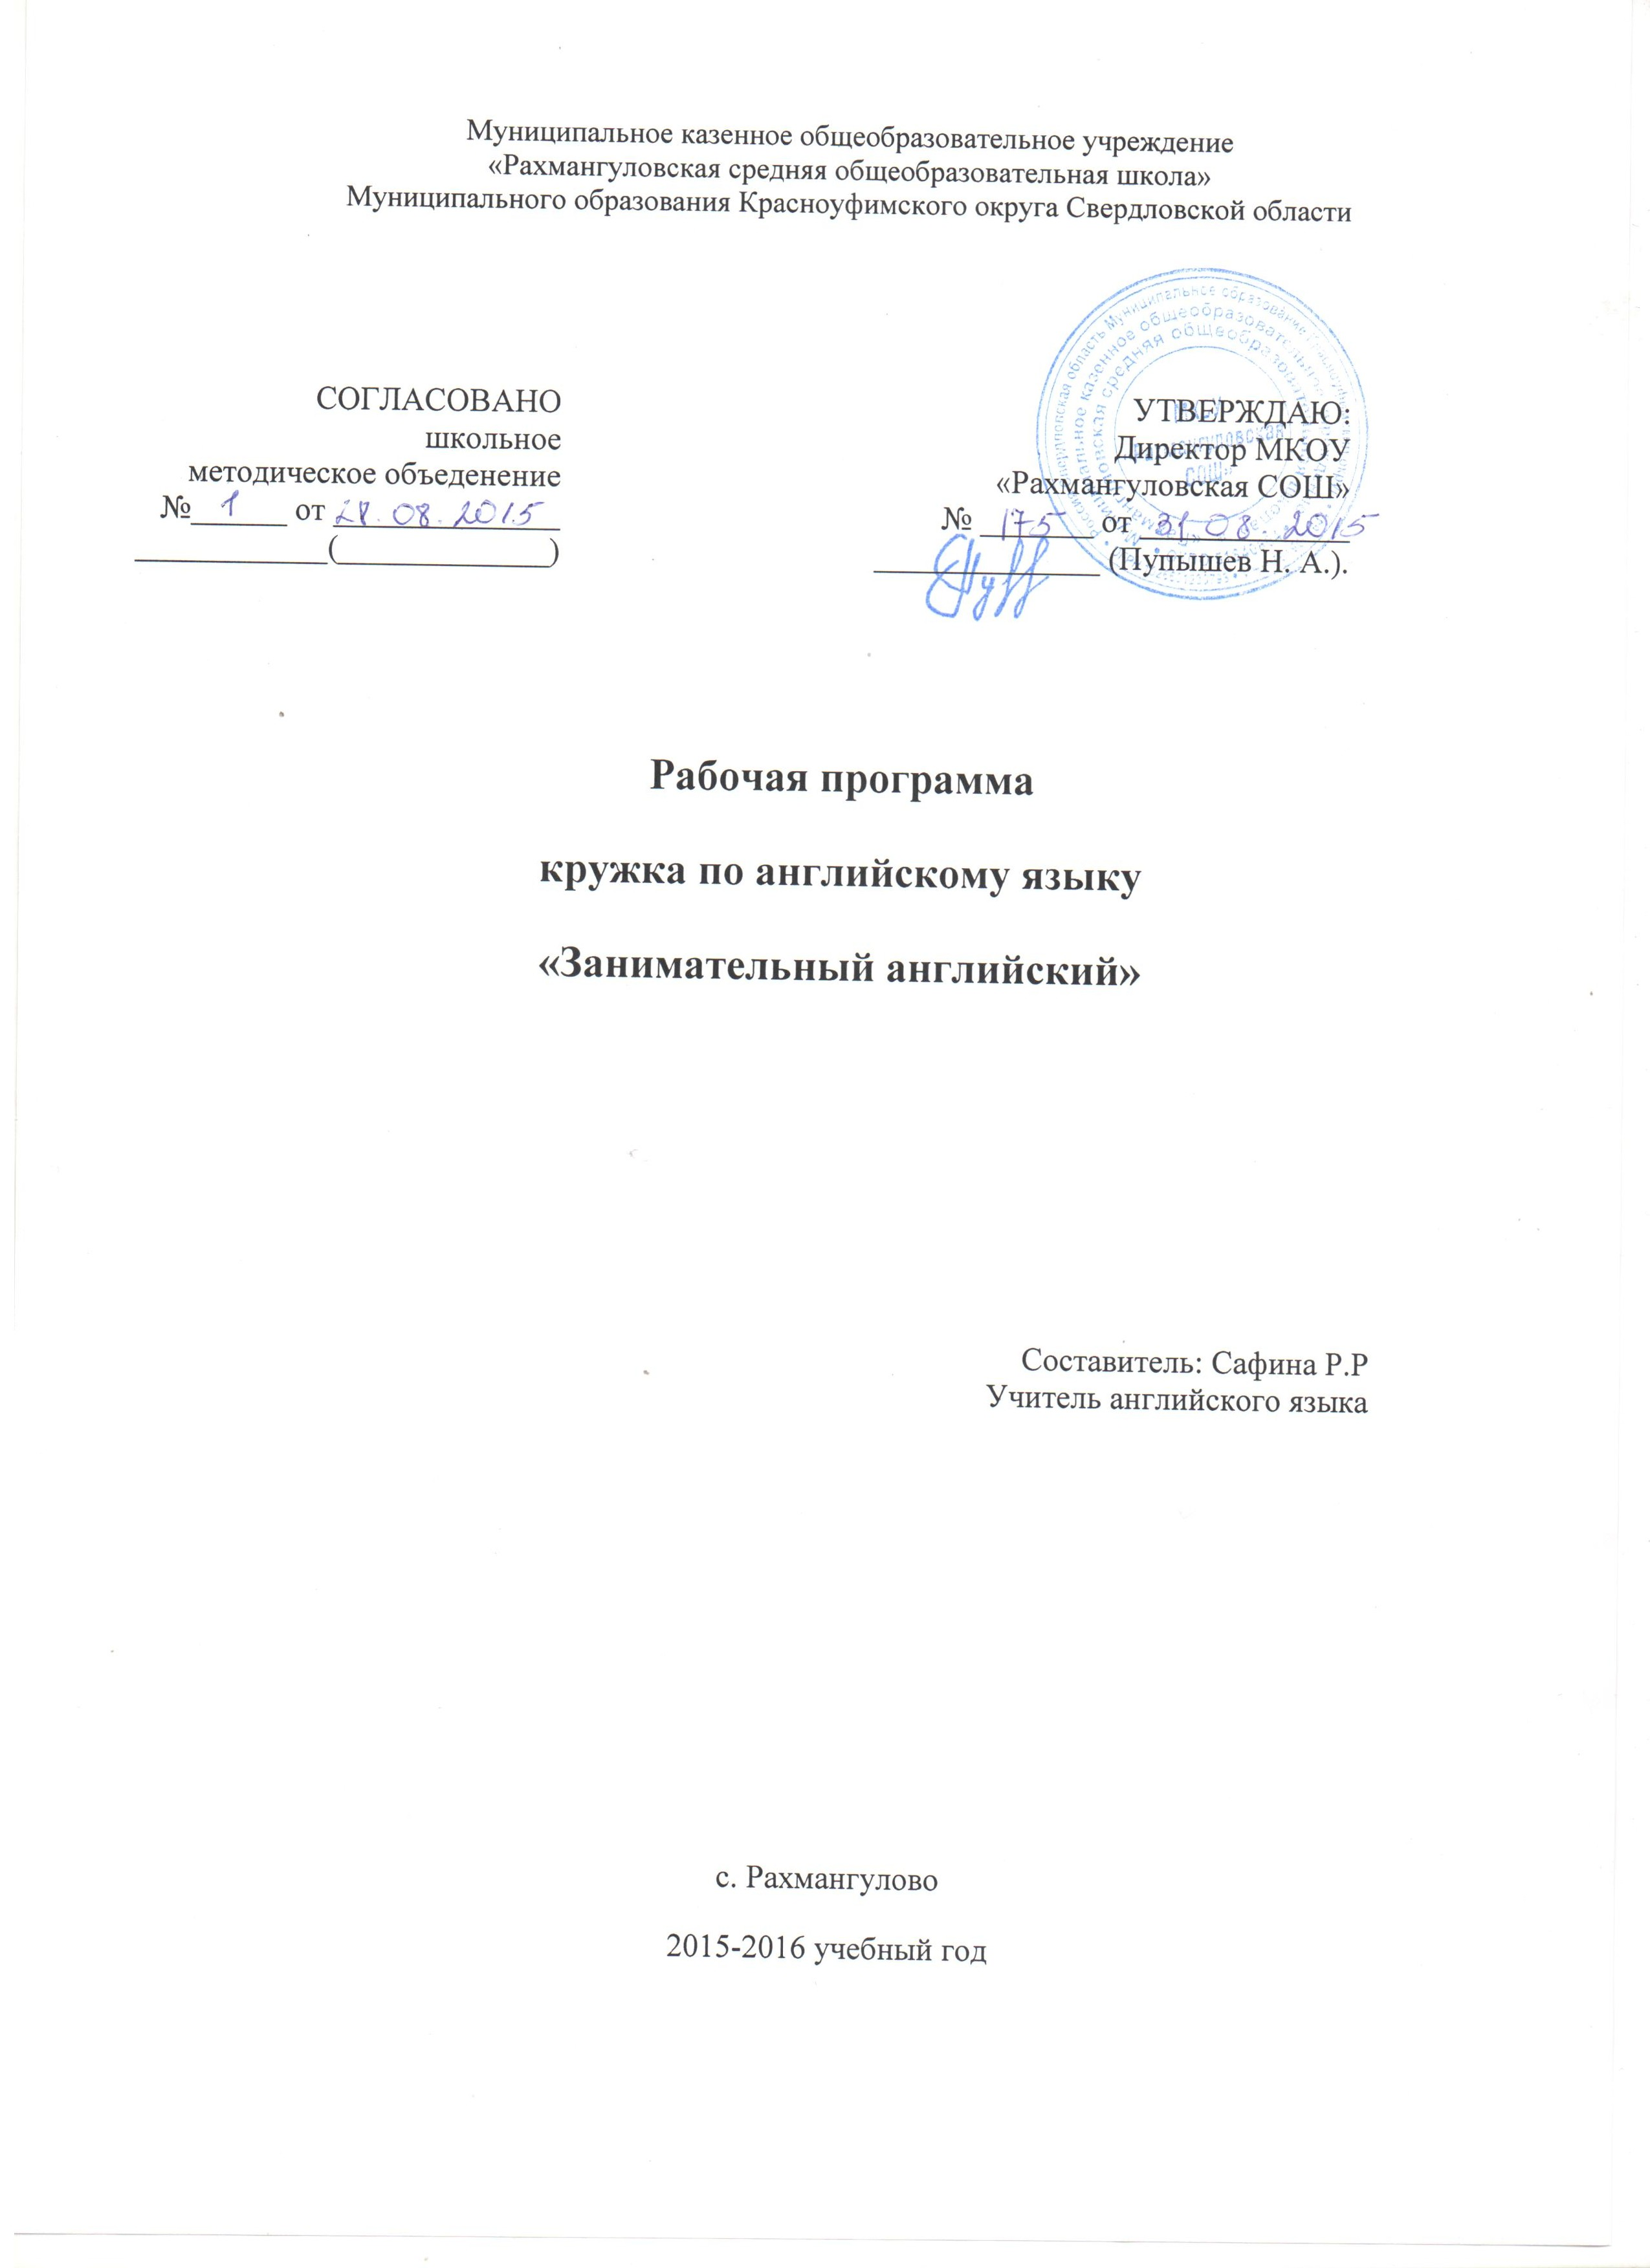 Муниципальное казенное общеобразовательное учреждение
«Рахмангуловская средняя общеобразовательная школа»
Муниципального образования Красноуфимского округа Свердловской области
СОГЛАСОВАНО
школьное
методическое объеденение
№ 1 от 28.08.2015
(                    )
УТВЕРЖДАЮ:
Директор МКОУ
«Рахмангуловская СОШ»
№ 175 от 31.08.2015
(Пупышев Н. А.).
Рабочая программа
кружка по английскому языку
«Занимательный английский»
Составитель: Сафина Р.Р
Учитель английского языка
с. Рахмангулово
2015-2016 учебный год